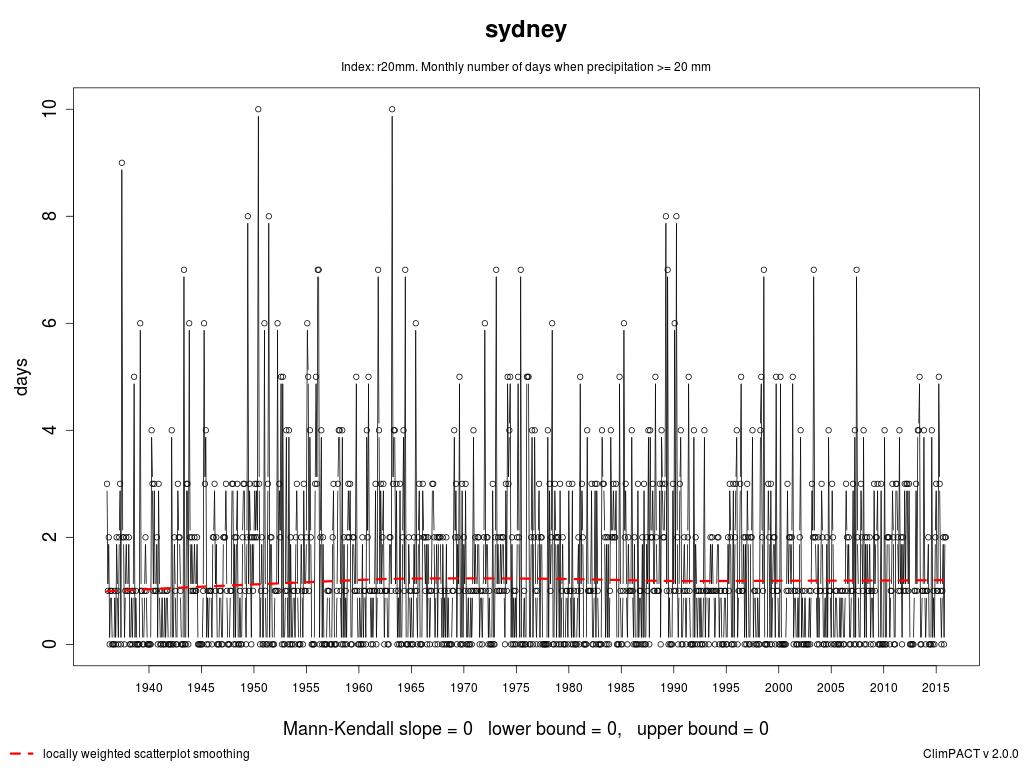 sydney
Index: r20mm. Monthly number of days when precipitation >= 20 mm
10
8
6
4
2
0
days
1940 1945 1950 1955 1960 1965 1970 1975 1980 1985 1990 1995 2000 2005 2010 2015
Mann-Kendall slope = 0 lower bound = 0, upper bound = 0
locally weighted scatterplot smoothing
ClimPACT v 2.0.0